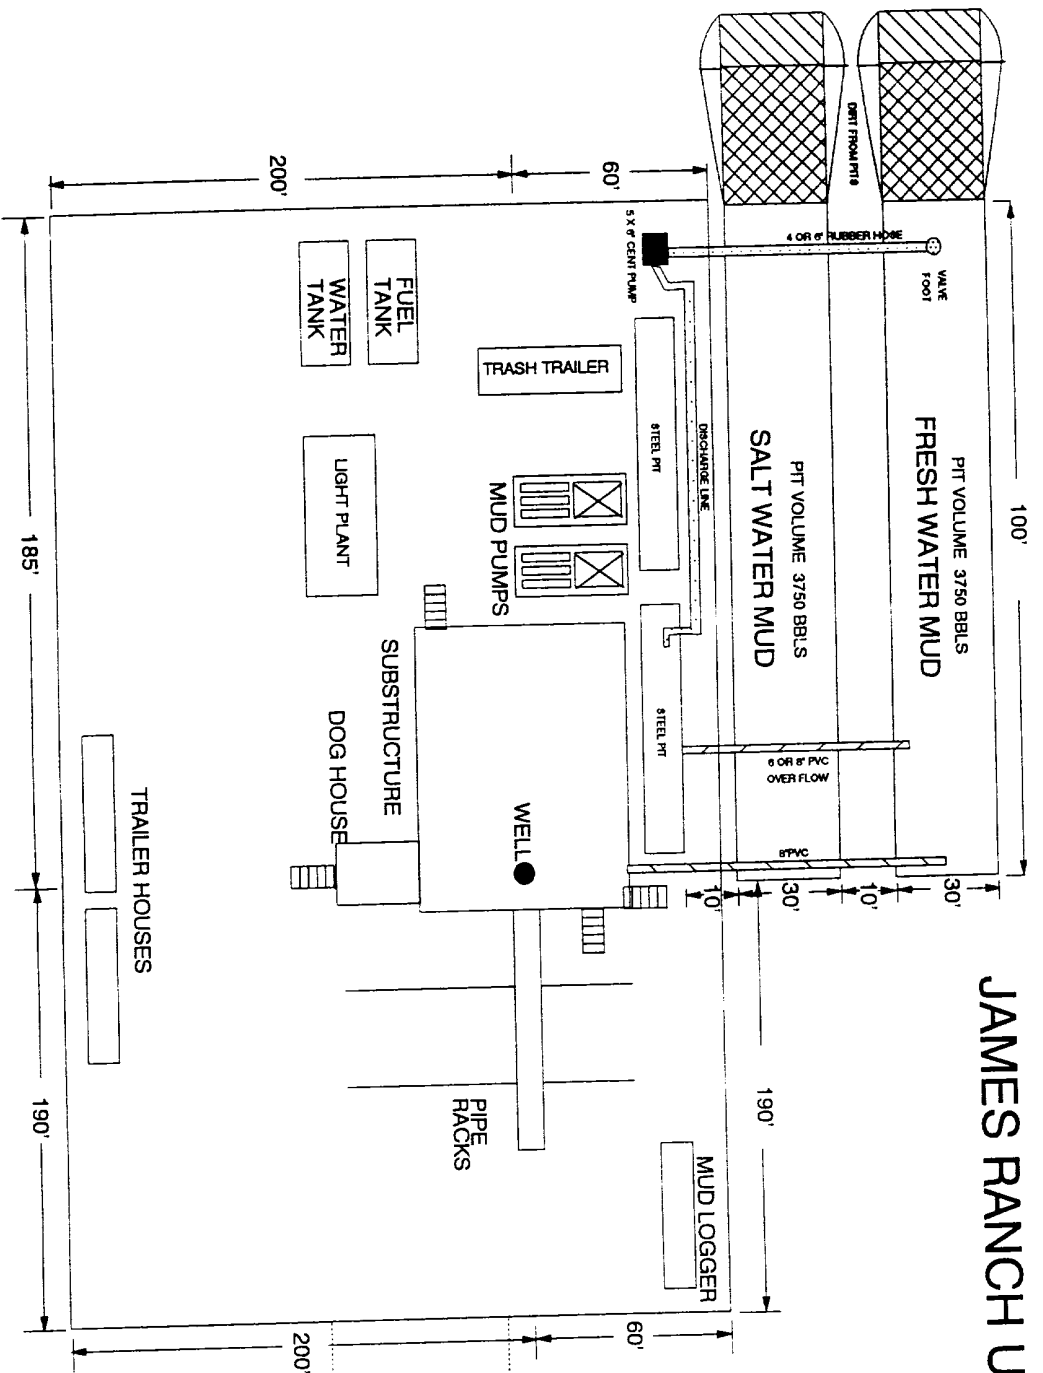 JAMES RANCH U
100'
30'
10'
30'
10'
190'
60'
200'
DIRT FROM PITS
4 OR 6" RUBBER HOSE
VALVE
FOOT
PIT VOLUME 3750 BBLS
FRESH WATER MUD
PIT VOLUME 3750 BBLS
SALT WATER MUD
6 OR 8" PVC
OVER FLOW
8"PVC
5 X 6" CENT PUMP
DISCHARGE LINE
STEEL PIT
STEEL PIT
TRASH TRAILER
MUD PUMPS
FUEL
TANK
WATER
TANK
LIGHT PLANT
SUBSTRUCTURE
DOG HOUSE
WELL
PIPE
RACKS
MUD LOGGER
TRAILER HOUSES
185'
190'
60'
200'